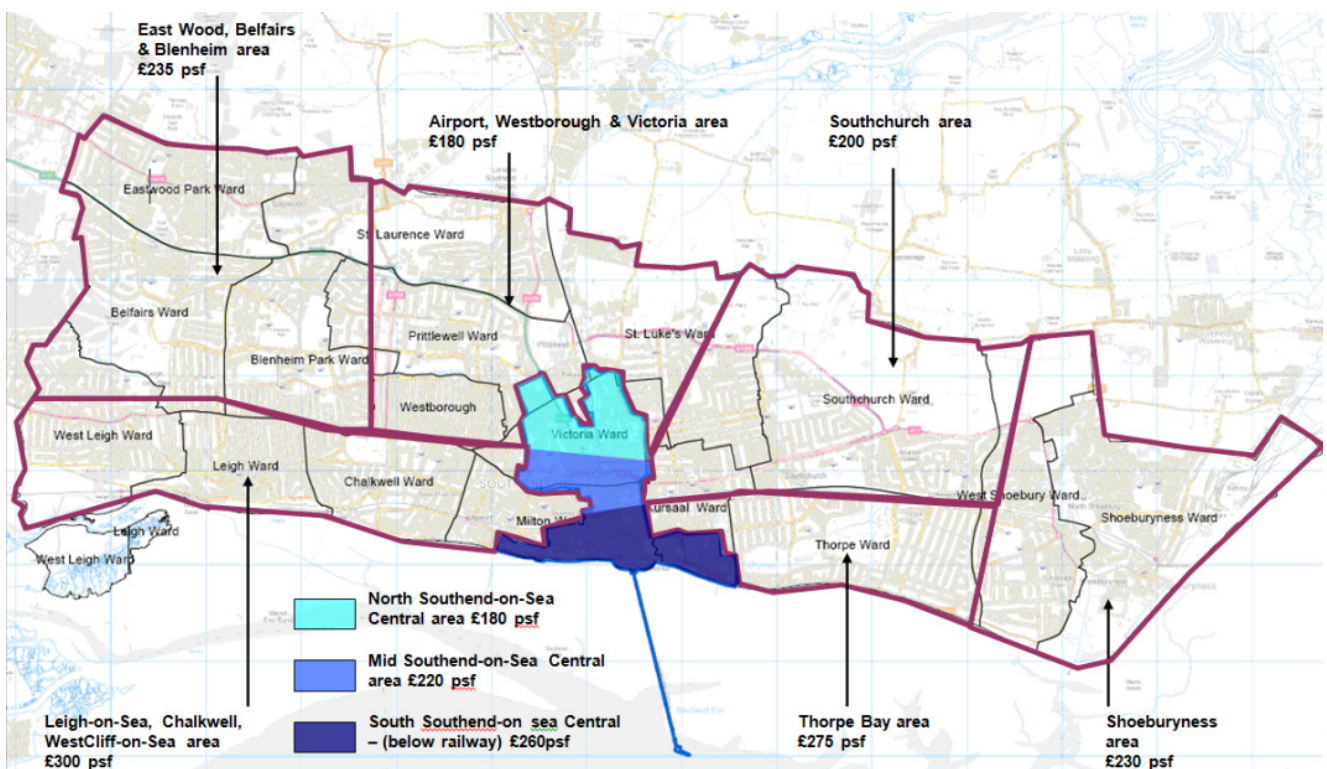 East Wood, Belfairs
& Blenheim area
£235 psf
Airport, Westborough & Victoria area
£180 psf
Southchurch area
£200 psf
Eastwood Park Ward
St. Laurence Ward
Belfairs Ward
Prittlewell Ward
St. Luke's Ward
Blenheim Park Ward
Southchurch Ward
Westborough
Victoria Ward
West Leigh Ward
Leigh Ward
Chalkwell Ward
West Shoebury Ward
Milton Ward
Kursaal Ward
Shoeburyness Ward
Leigh Ward
West Leigh Ward
Thorpe Ward
North Southend-on-Sea
Central area £180 psf
Mid Southend-on-Sea Central
area £220 psf
South Southend-on sea Central
– (below railway) £260psf
Leigh-on-Sea, Chalkwell,
WestCliff-on-Sea area
£300 psf
Thorpe Bay area
£275 psf
Shoeburyness
area
£230 psf